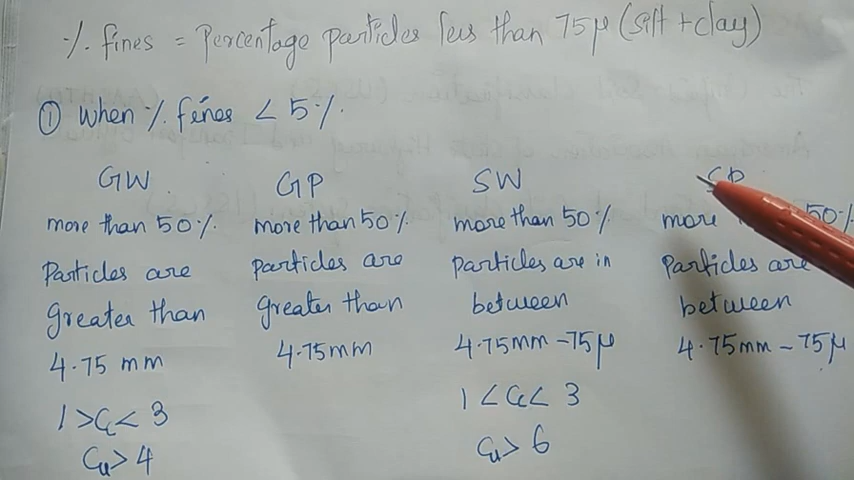 % fines = Percentage particles less than 75μ (silt + clay)
① when % fines < 5%
GW
more than 50%
Particles are
greater than
4.75 mm
1 > Cc < 3
Cu > 4
GP
more than 50%
particles are
greater than
4.75mm
SW
more than 50%
particles are in
between
4.75mm - 75μ
1 < Cc < 3
Cu > 6
SP
more 50%
Particles are
between
4.75mm - 75μ